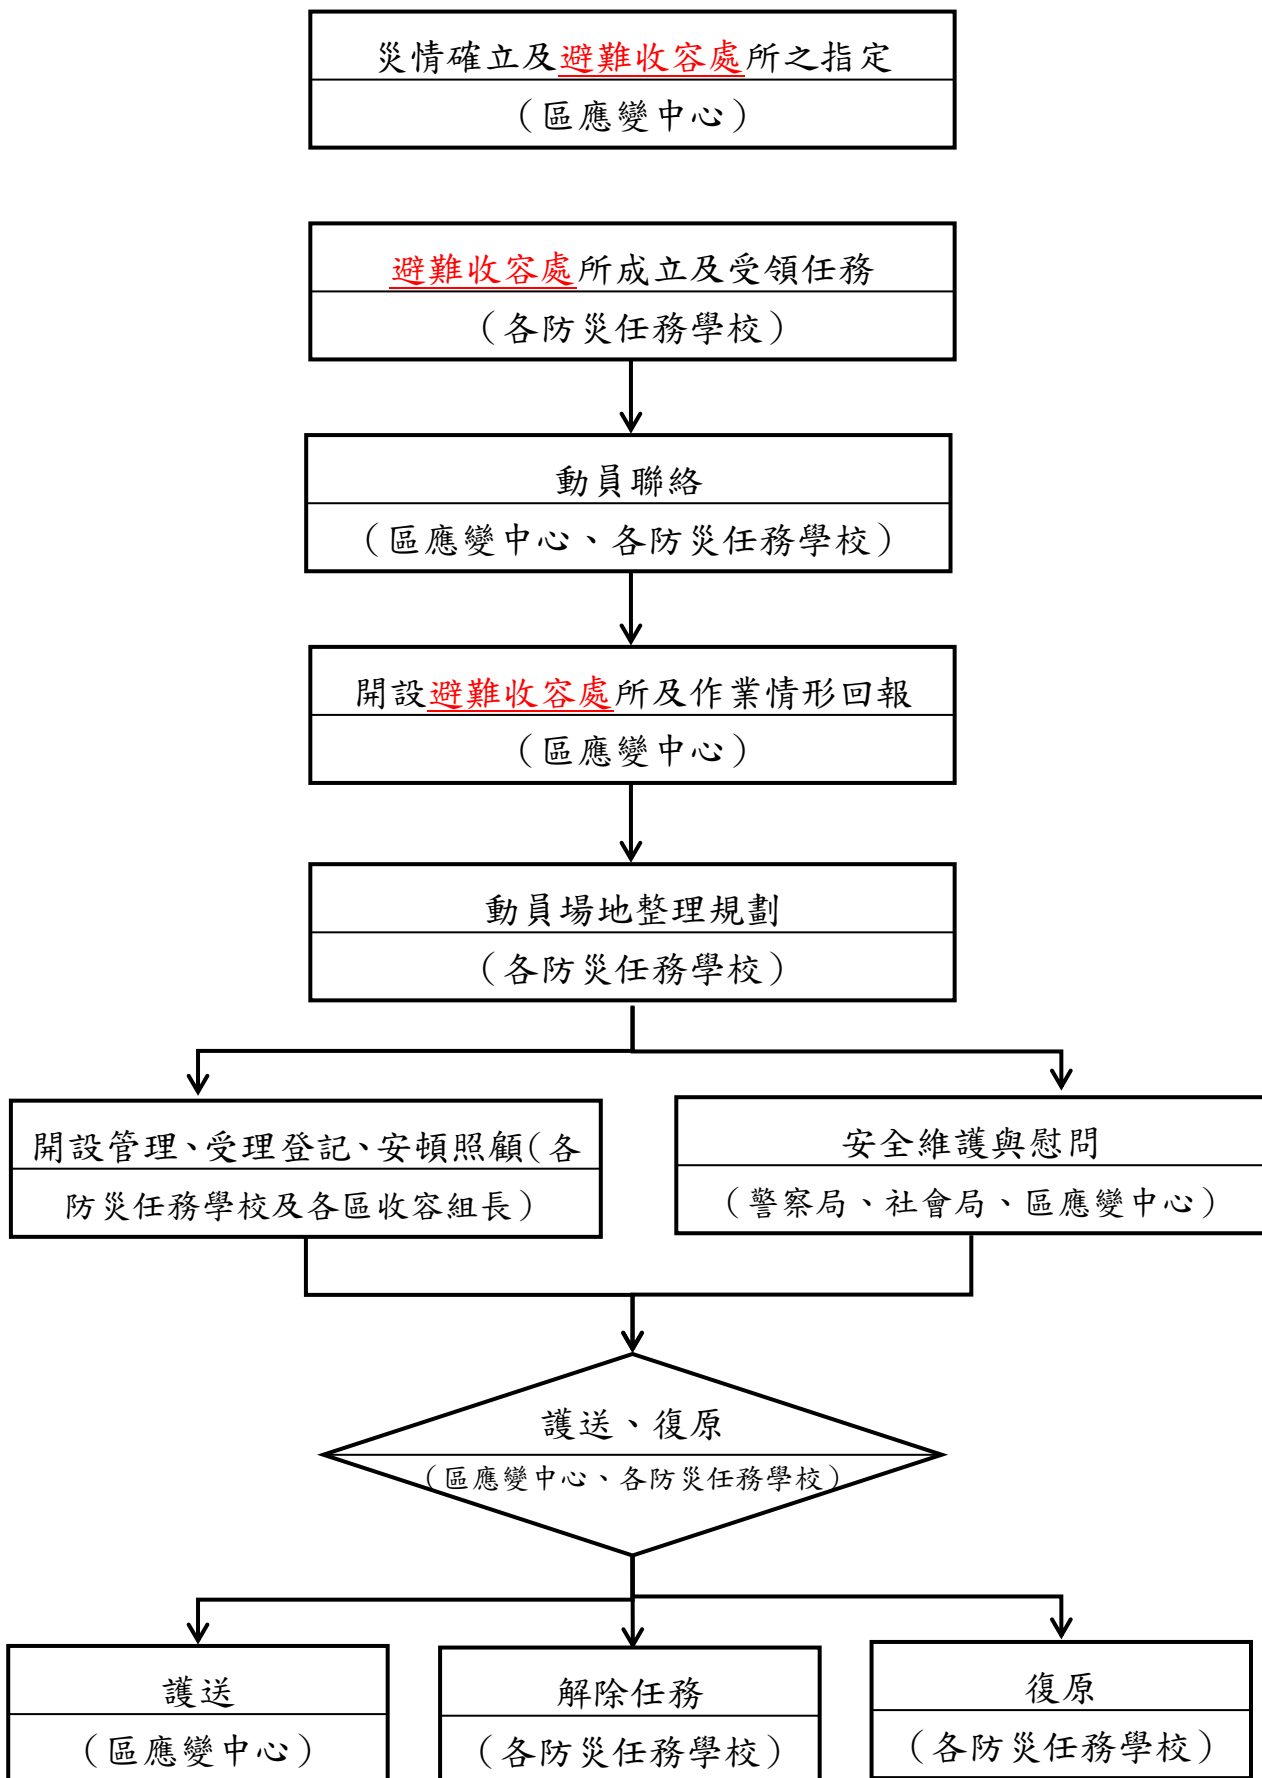 災情確立及避難收容處所之指定
（區應變中心）
避難收容處所成立及受領任務
（各防災任務學校）
動員聯絡
（區應變中心、各防災任務學校）
開設避難收容處所及作業情形回報
（區應變中心）
動員場地整理規劃
（各防災任務學校）
開設管理、受理登記、安頓照顧（各
防災任務學校及各區收容組長）
安全維護與慰問
（警察局、社會局、區應變中心）
護送、復原
（區應變中心、各防災任務學校）
護送
（區應變中心）
解除任務
（各防災任務學校）
復原
（各防災任務學校）